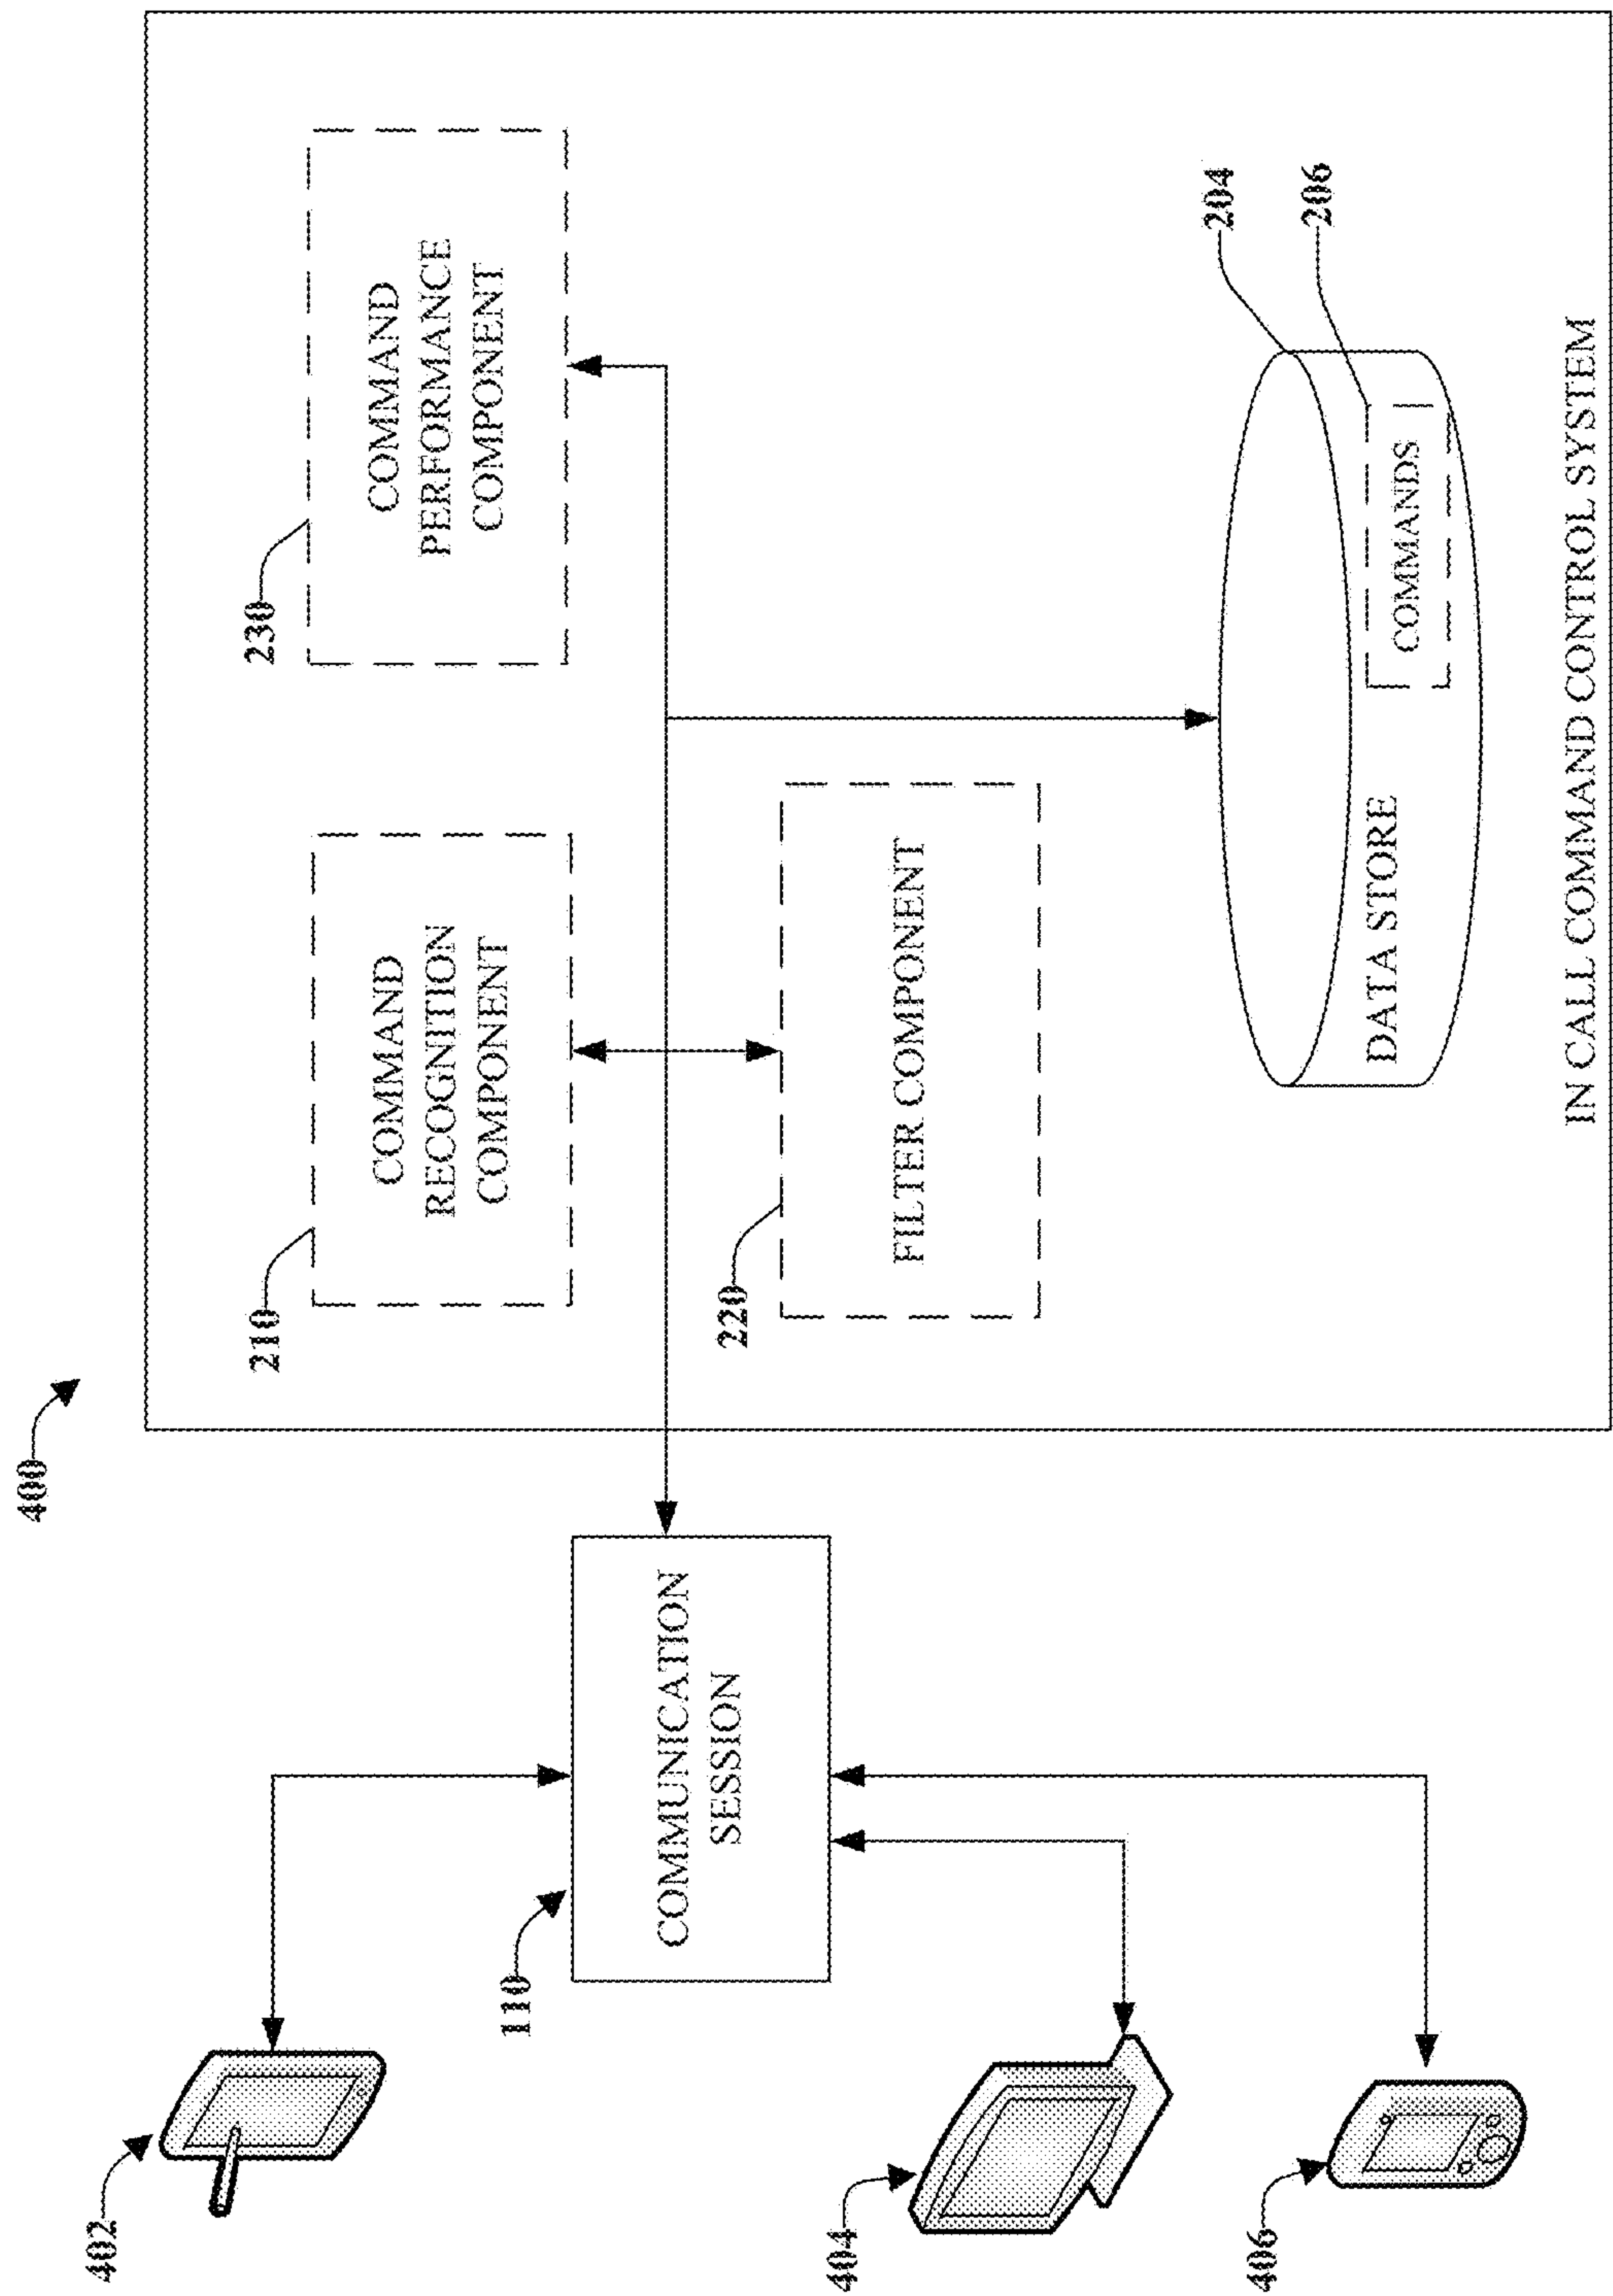 400
402
404
406
110
COMMUNICATION
SESSION
210
COMMAND
RECOGNITION
COMPONENT
220
FILTER COMPONENT
230
COMMAND
PERFORMANCE
COMPONENT
204
206
DATA STORE
COMMANDS
IN CALL COMMAND CONTROL SYSTEM